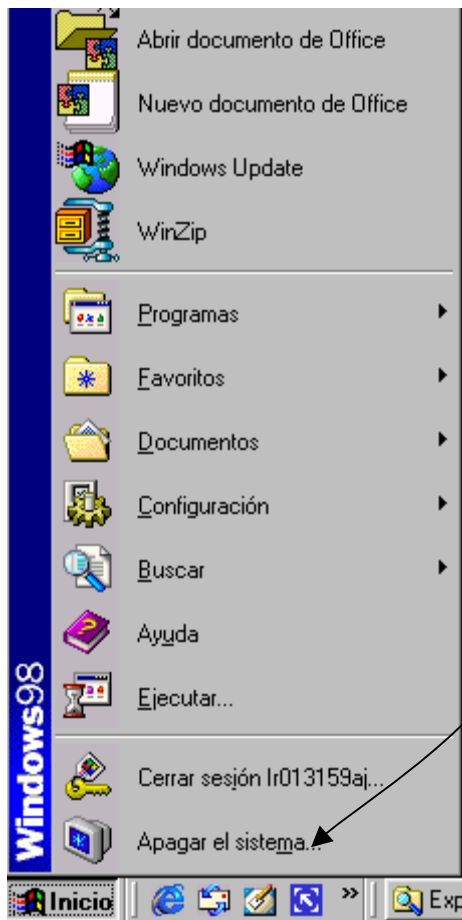 Abrir documento de Office
Nuevo documento de Office
Windows Update
WinZip
Programas
Favoritos
Documentos
Configuración
Buscar
Ayuda
Ejecutar...
Cerrar sesión lr013159aj...
Apagar el sistema...
Windows98
Inicio
»
Exp